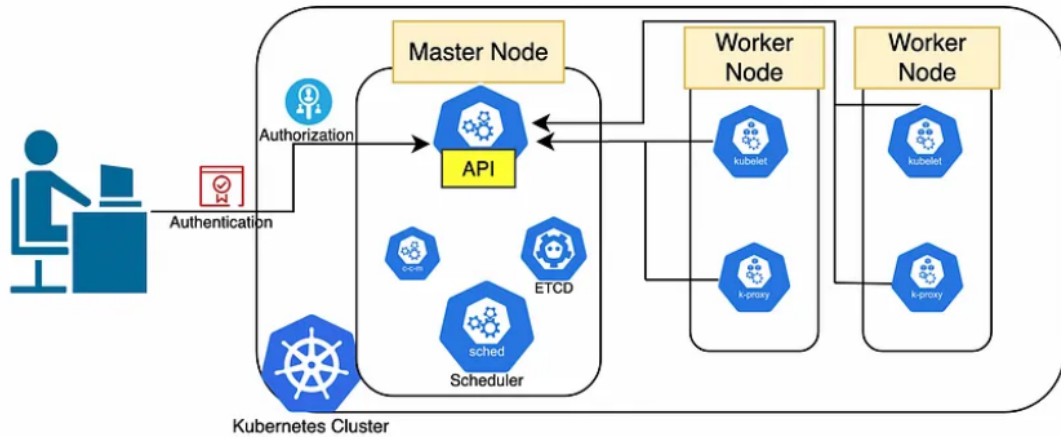 Master Node
Worker
Node
Worker
Node
Authorization
API
kubelet
kubelet
Authentication
c-c-m
ETCD
k-proxy
k-proxy
sched
Scheduler
Kubernetes Cluster